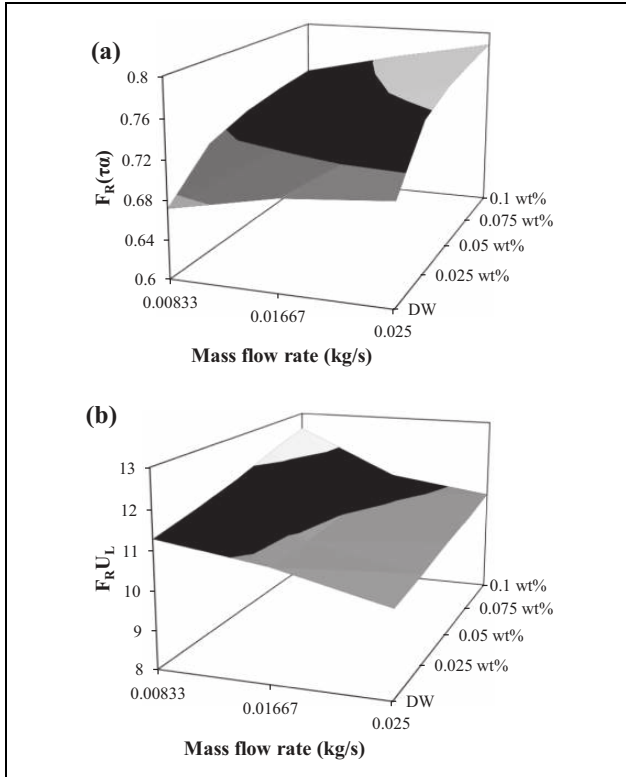 (a)
0.8
0.76
0.72
0.68
0.64
0.6
F_R(τα)
0.00833
0.01667
0.025
Mass flow rate (kg/s)
0.1 wt%
0.075 wt%
0.05 wt%
0.025 wt%
DW
(b)
13
12
11
10
9
8
F_RU_L
0.00833
0.01667
0.025
Mass flow rate (kg/s)
0.1 wt%
0.075 wt%
0.05 wt%
0.025 wt%
DW